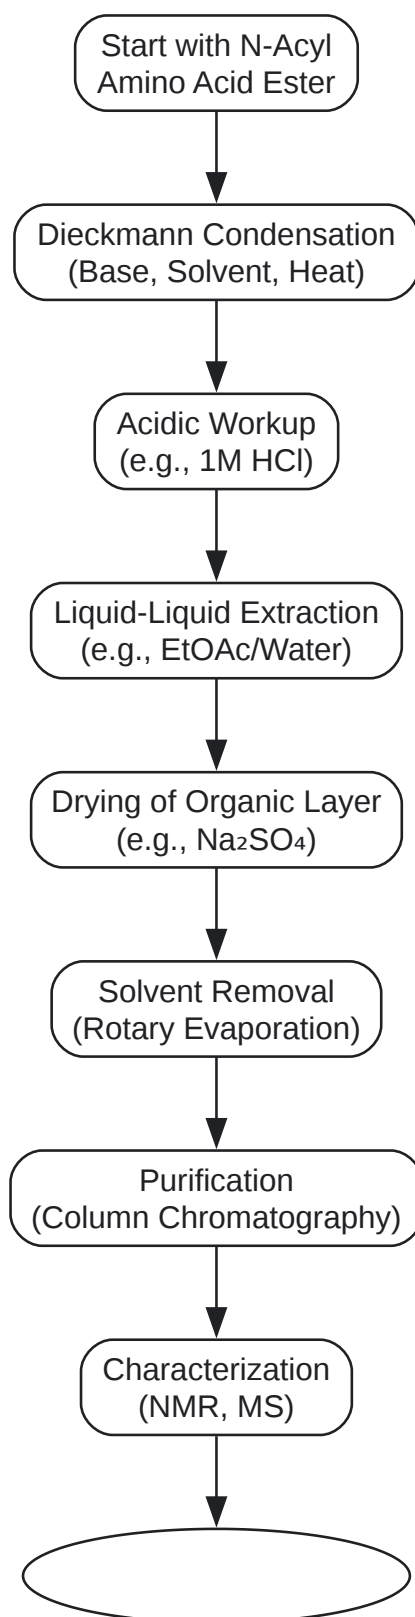 Start with N-Acyl
Amino Acid Ester
Dieckmann Condensation
(Base, Solvent, Heat)
Acidic Workup
(e.g., 1M HCl)
Liquid-Liquid Extraction
(e.g., EtOAc/Water)
Drying of Organic Layer
(e.g., Na₂SO₄)
Solvent Removal
(Rotary Evaporation)
Purification
(Column Chromatography)
Characterization
(NMR, MS)